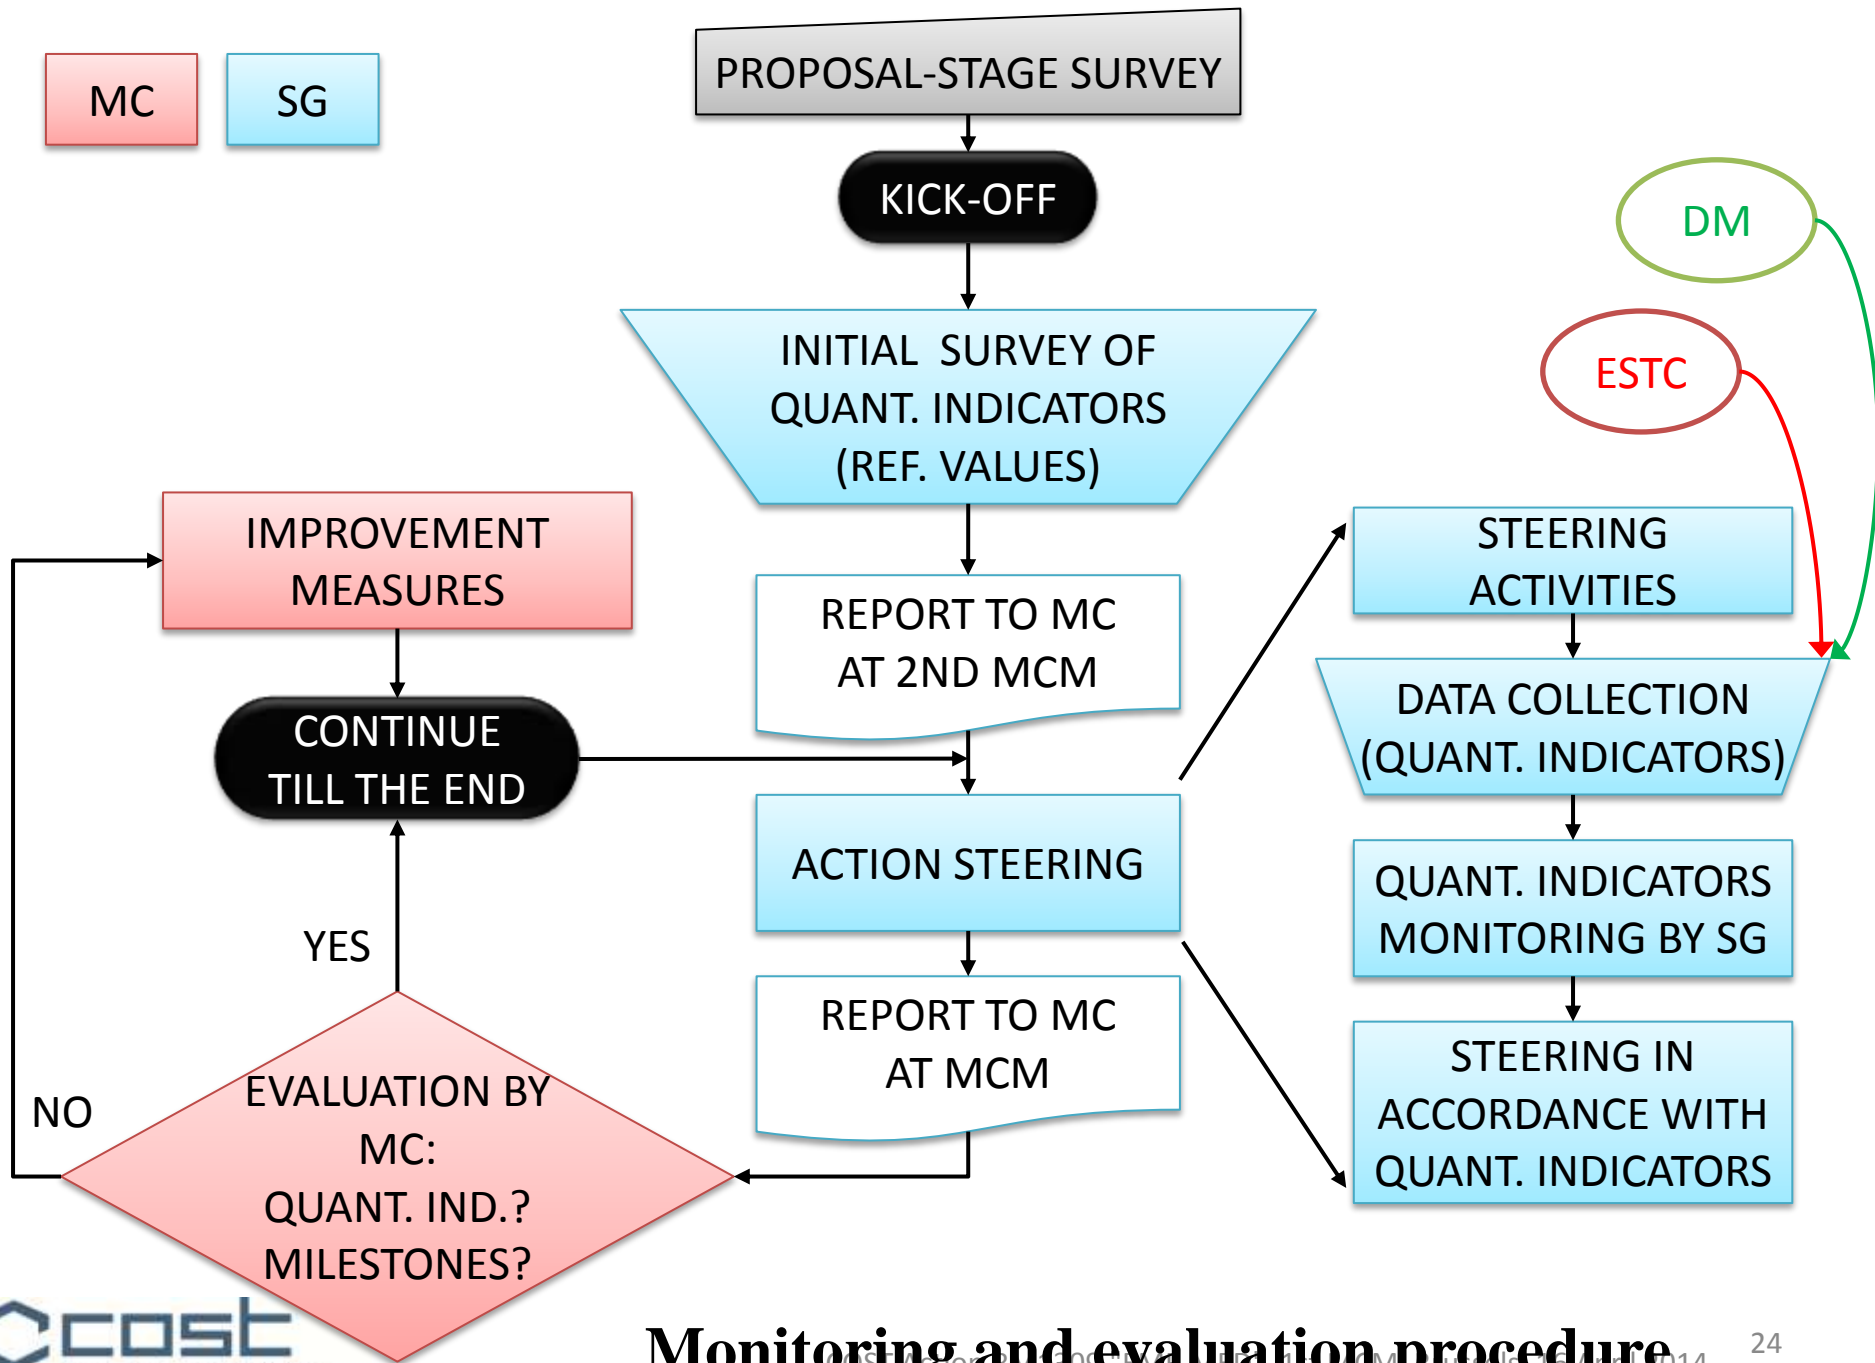 MC
SG
PROPOSAL-STAGE SURVEY
KICK-OFF
DM
ESTC
INITIAL SURVEY OF
QUANT. INDICATORS
(REF. VALUES)
IMPROVEMENT
MEASURES
REPORT TO MC
AT 2ND MCM
STEERING
ACTIVITIES
CONTINUE
TILL THE END
DATA COLLECTION
(QUANT. INDICATORS)
ACTION STEERING
QUANT. INDICATORS
MONITORING BY SG
YES
REPORT TO MC
AT MCM
STEERING IN
ACCORDANCE WITH
QUANT. INDICATORS
NO
EVALUATION BY
MC:
QUANT. IND.?
MILESTONES?
cost
Monitoring and evaluation procedure
24